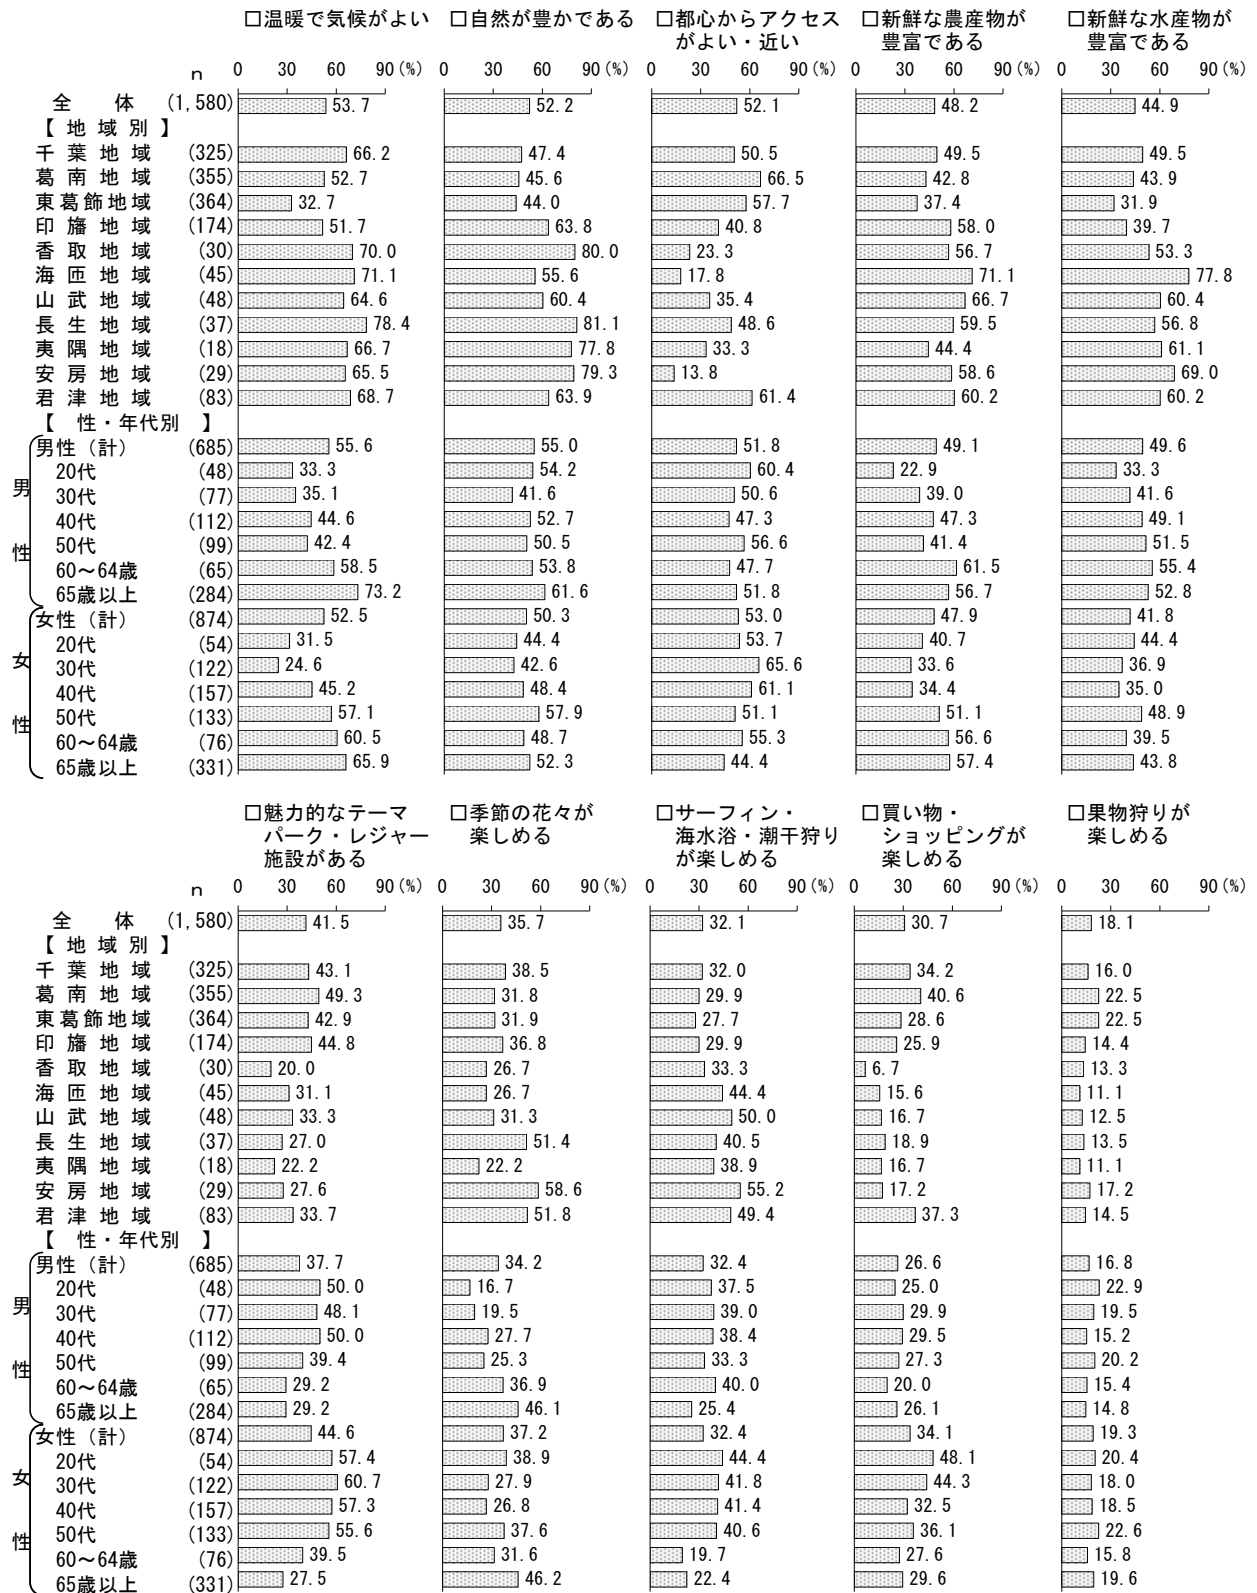 □温暖で気候がよい □自然が豊かである □都心からアクセス □新鮮な農産物が □新鮮な水産物が
がよい・近い 豊富である 豊富である
n 0 30 60 90(%) 0 30 60 90(%) 0 30 60 90(%) 0 30 60 90(%) 0 30 60 90(%)
全 体 (1,580) 53.7 52.2 52.1 48.2 44.9
【 地 域 別 】
千 葉 地 域 (325) 66.2 47.4 50.5 49.5 49.5
葛 南 地 域 (355) 52.7 45.6 66.5 42.8 43.9
東葛飾地域 (364) 32.7 44.0 57.7 37.4 31.9
印 旛 地 域 (174) 51.7 63.8 40.8 58.0 39.7
香 取 地 域 (30) 70.0 80.0 23.3 56.7 53.3
海 匝 地 域 (45) 71.1 55.6 17.8 71.1 77.8
山 武 地 域 (48) 64.6 60.4 35.4 66.7 60.4
長 生 地 域 (37) 78.4 81.1 48.6 59.5 56.8
夷 隅 地 域 (18) 66.7 77.8 33.3 44.4 61.1
安 房 地 域 (29) 65.5 79.3 13.8 58.6 69.0
君 津 地 域 (83) 68.7 63.9 61.4 60.2 60.2
【 性・年代別 】
男性（計） (685) 55.6 55.0 51.8 49.1 49.6
20代 (48) 33.3 54.2 60.4 22.9 33.3
男
30代 (77) 35.1 41.6 50.6 39.0 41.6
40代 (112) 44.6 52.7 47.3 47.3 49.1
性
50代 (99) 42.4 50.5 56.6 41.4 51.5
60～64歳 (65) 58.5 53.8 47.7 61.5 55.4
65歳以上 (284) 73.2 61.6 51.8 56.7 52.8
女性（計） (874) 52.5 50.3 53.0 47.9 41.8
20代 (54) 31.5 44.4 53.7 40.7 44.4
女
30代 (122) 24.6 42.6 65.6 33.6 36.9
40代 (157) 45.2 48.4 61.1 34.4 35.0
性
50代 (133) 57.1 57.9 51.1 51.1 48.9
60～64歳 (76) 60.5 48.7 55.3 56.6 39.5
65歳以上 (331) 65.9 52.3 44.4 57.4 43.8
□魅力的なテーマ □季節の花々が □サーフィン・ □買い物・ □果物狩りが
パーク・レジャー 楽しめる 海水浴・潮干狩り ショッピングが 楽しめる
施設がある が楽しめる 楽しめる
n 0 30 60 90(%) 0 30 60 90(%) 0 30 60 90(%) 0 30 60 90(%) 0 30 60 90(%)
全 体 (1,580) 41.5 35.7 32.1 30.7 18.1
【 地 域 別 】
千 葉 地 域 (325) 43.1 38.5 32.0 34.2 16.0
葛 南 地 域 (355) 49.3 31.8 29.9 40.6 22.5
東葛飾地域 (364) 42.9 31.9 27.7 28.6 22.5
印 旛 地 域 (174) 44.8 36.8 29.9 25.9 14.4
香 取 地 域 (30) 20.0 26.7 33.3 6.7 13.3
海 匝 地 域 (45) 31.1 26.7 44.4 15.6 11.1
山 武 地 域 (48) 33.3 31.3 50.0 16.7 12.5
長 生 地 域 (37) 27.0 51.4 40.5 18.9 13.5
夷 隅 地 域 (18) 22.2 22.2 38.9 16.7 11.1
安 房 地 域 (29) 27.6 58.6 55.2 17.2 17.2
君 津 地 域 (83) 33.7 51.8 49.4 37.3 14.5
【 性・年代別 】
男性（計） (685) 37.7 34.2 32.4 26.6 16.8
20代 (48) 50.0 16.7 37.5 25.0 22.9
男
30代 (77) 48.1 19.5 39.0 29.9 19.5
40代 (112) 50.0 27.7 38.4 29.5 15.2
性
50代 (99) 39.4 25.3 33.3 27.3 20.2
60～64歳 (65) 29.2 36.9 40.0 20.0 15.4
65歳以上 (284) 29.2 46.1 25.4 26.1 14.8
女性（計） (874) 44.6 37.2 32.4 34.1 19.3
20代 (54) 57.4 38.9 44.4 48.1 20.4
女
30代 (122) 60.7 27.9 41.8 44.3 18.0
40代 (157) 57.3 26.8 41.4 32.5 18.5
性
50代 (133) 55.6 37.6 40.6 36.1 22.6
60～64歳 (76) 39.5 31.6 19.7 27.6 15.8
65歳以上 (331) 27.5 46.2 22.4 29.6 19.6